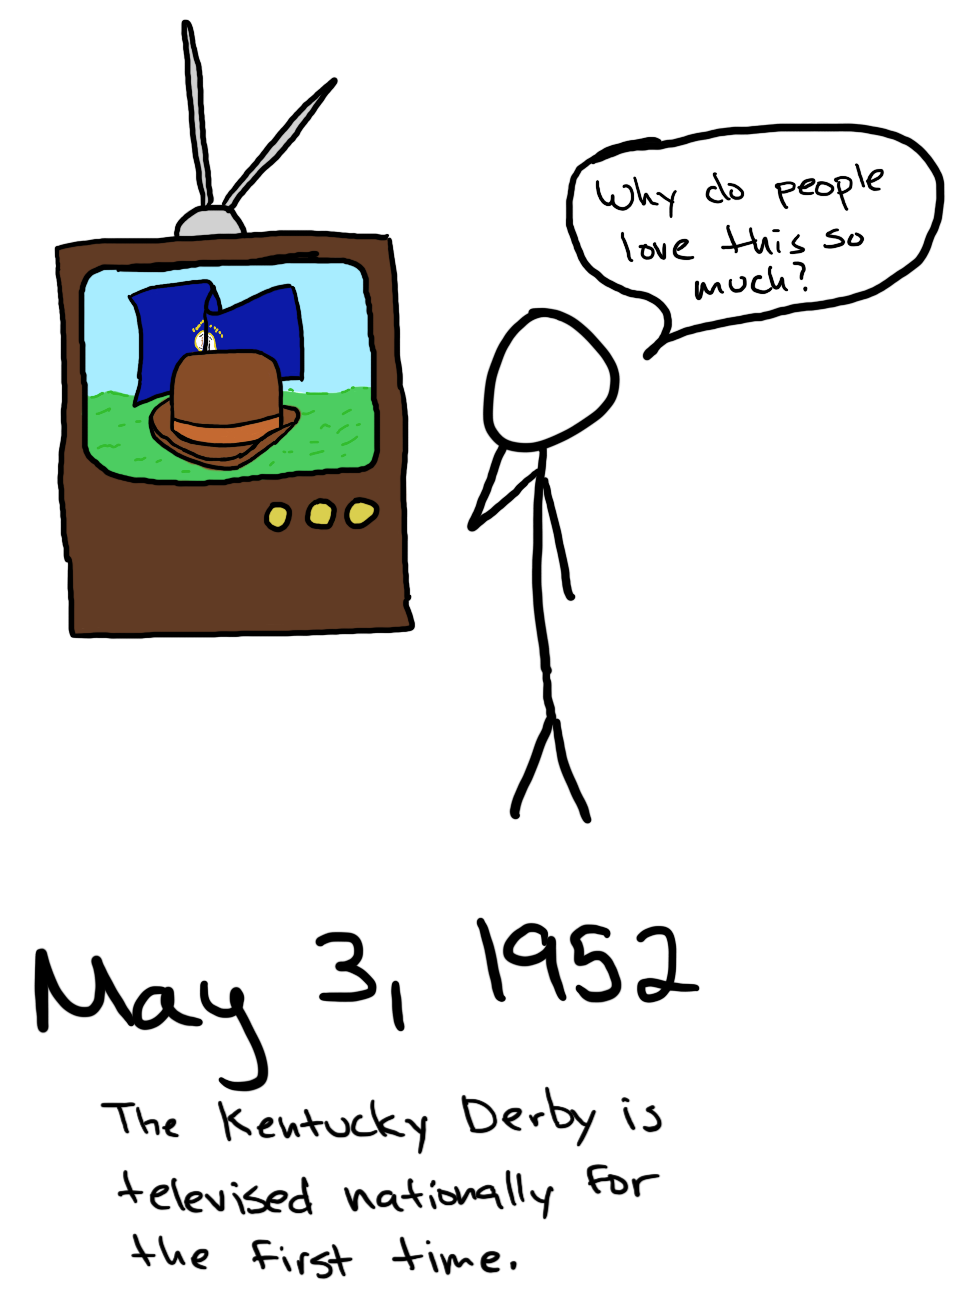 Why do people
love this so
much?
May 3, 1952
The Kentucky Derby is
televised nationally for
the first time.